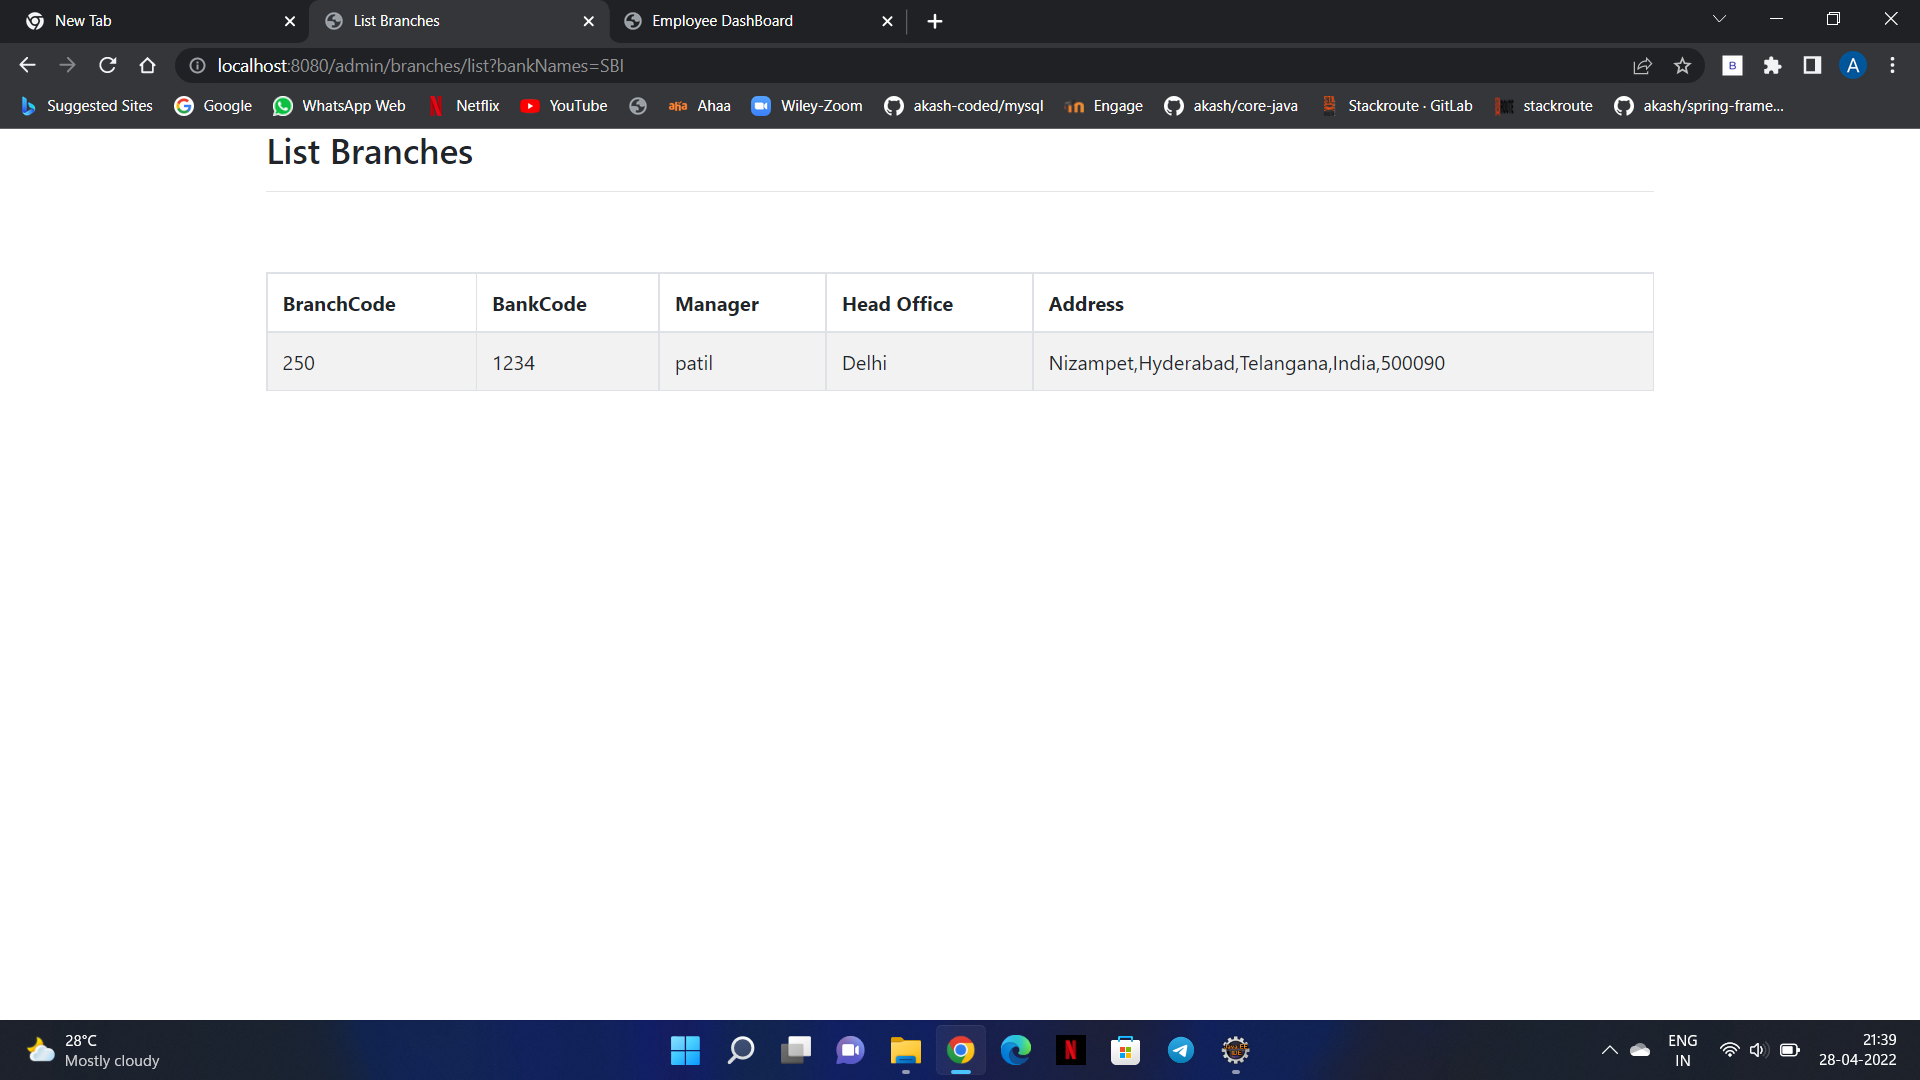 New Tab
List Branches
Employee DashBoard
localhost:8080/admin/branches/list?bankNames=SBI
B
A
Suggested Sites
Google
WhatsApp Web
Netflix
YouTube
aha Ahaa
Wiley-Zoom
akash-coded/mysql
Engage
akash/core-java
Stackroute · GitLab
stackroute
akash/spring-frame...
List Branches
BranchCode BankCode Manager Head Office Address
250 1234 patil Delhi Nizampet,Hyderabad,Telangana,India,500090
28°C
Mostly cloudy
ENG
IN
21:39
28-04-2022